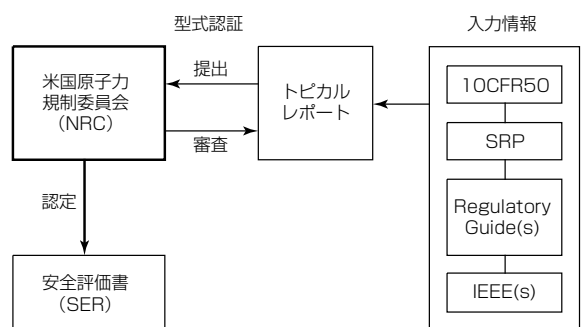 型式認証
入力情報
米国原子力
規制委員会
(NRC)
提出
審査
トピカル
レポート
10CFR50
SRP
Regulatory
Guide(s)
IEEE(s)
認定
安全評価書
(SER)